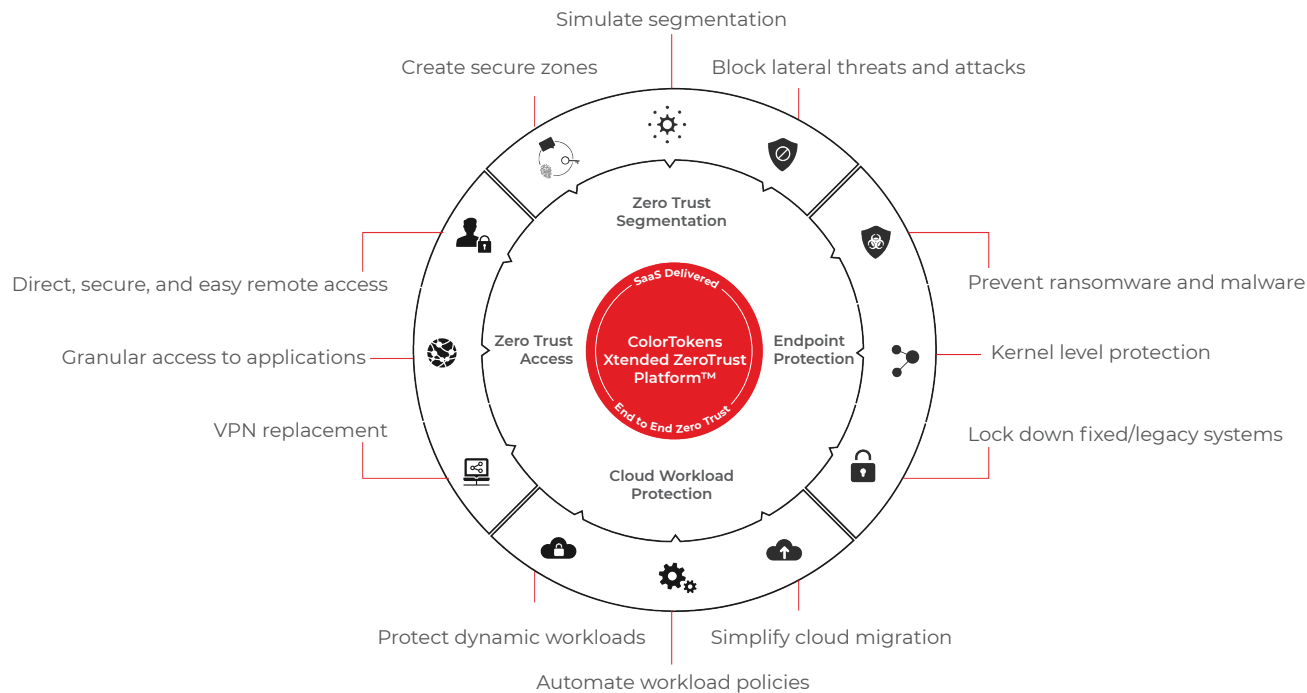 Simulate segmentation
Create secure zones
Block lateral threats and attacks
Zero Trust
Segmentation
Direct, secure, and easy remote access
Prevent ransomware and malware
SaaS Delivered
Zero Trust
Access
ColorTokens
Xtended ZeroTrust
Platform™
Endpoint
Protection
Granular access to applications
Kernel level protection
End to End Zero Trust
VPN replacement
Lock down fixed/legacy systems
Cloud Workload
Protection
Protect dynamic workloads
Simplify cloud migration
Automate workload policies